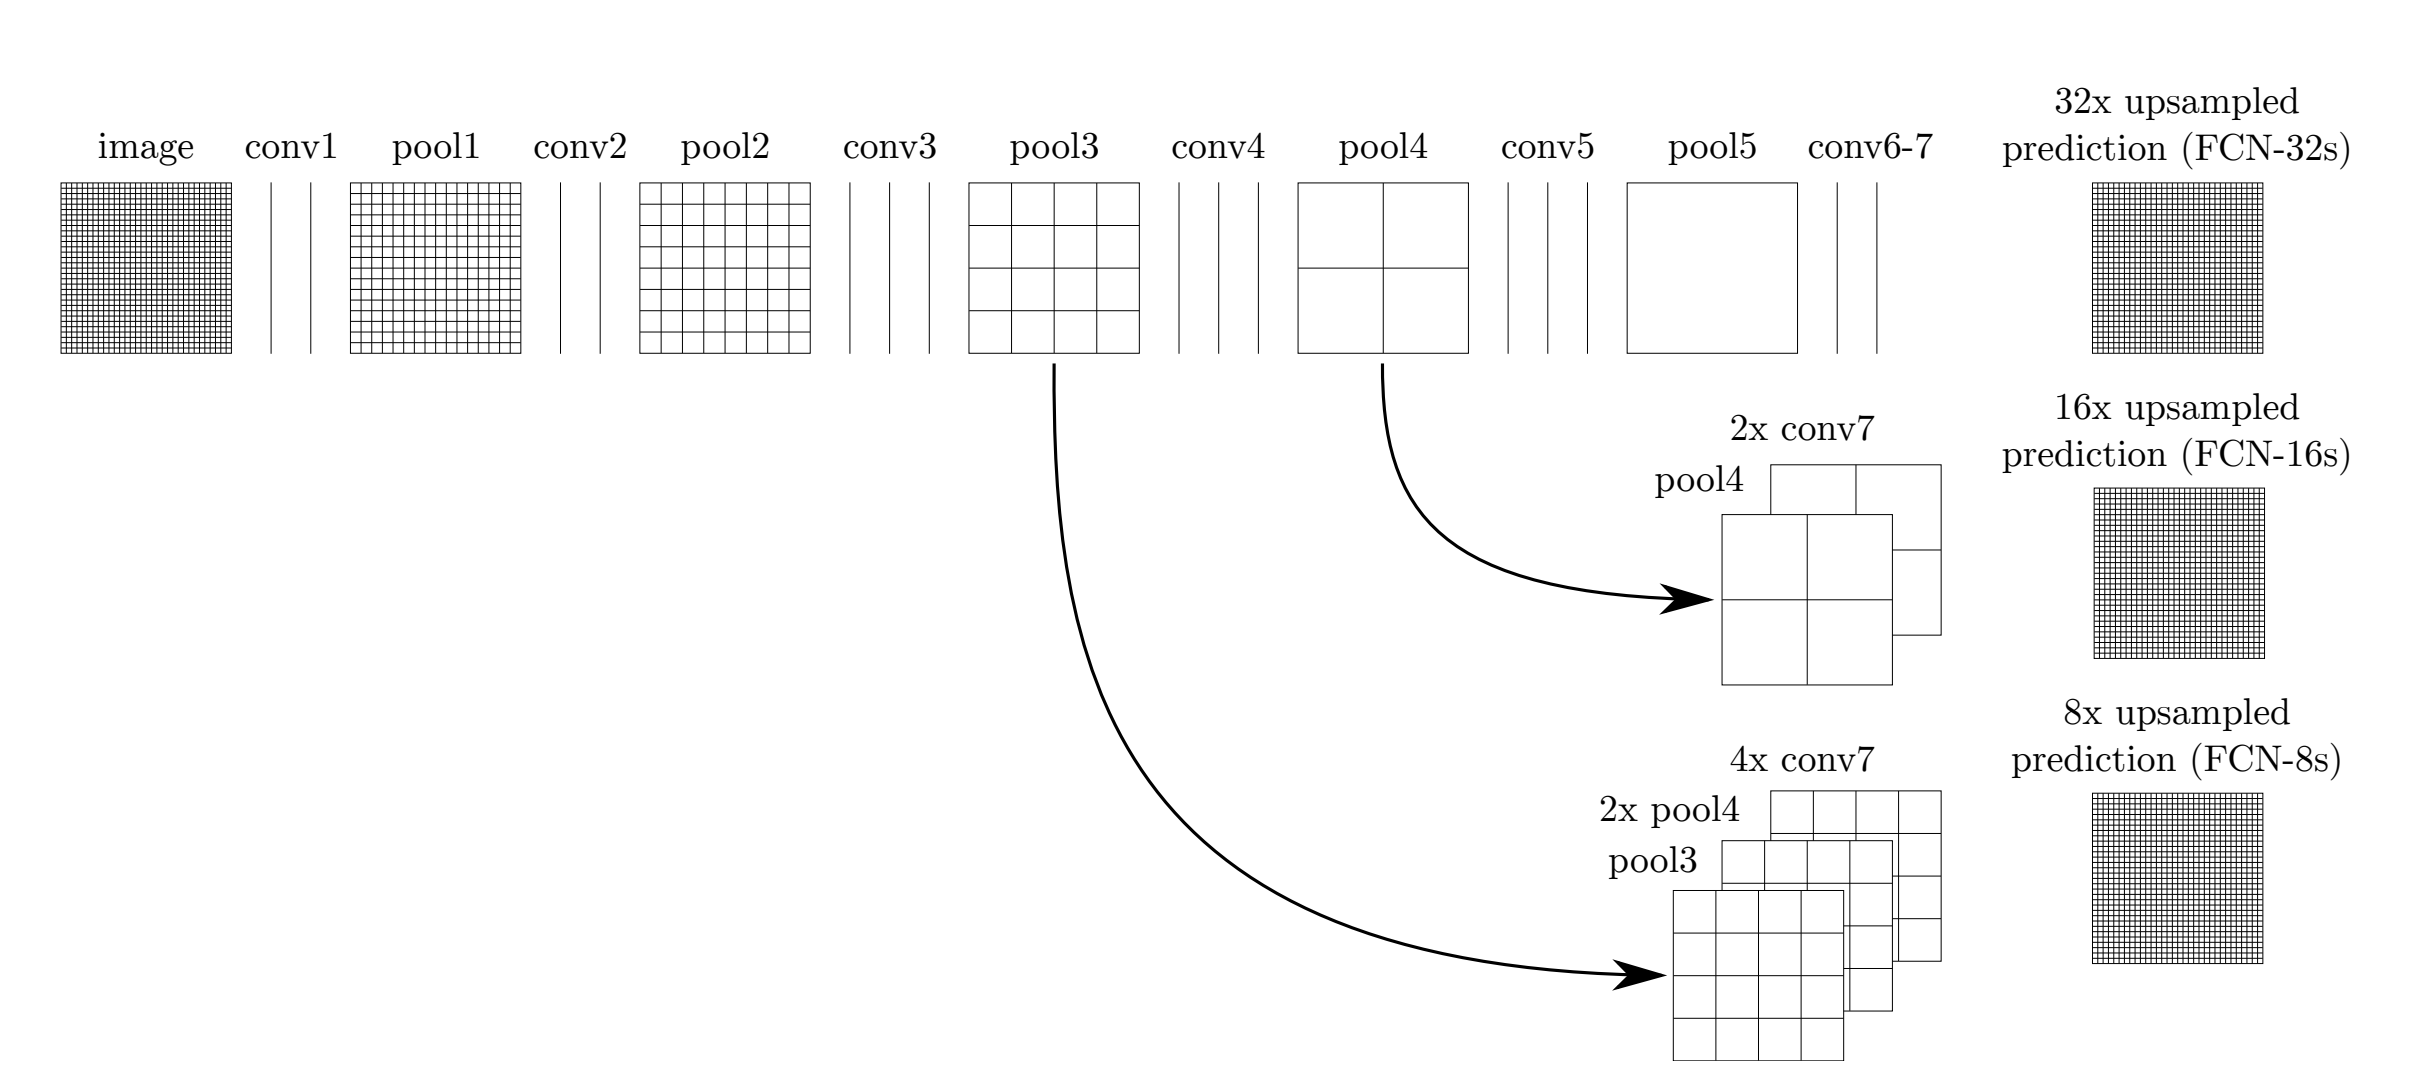 32x upsampled
image conv1 pool1 conv2 pool2 conv3 pool3 conv4 pool4 conv5 pool5 conv6-7 prediction (FCN-32s)
16x upsampled
2x conv7 prediction (FCN-16s)
pool4
8x upsampled
4x conv7 prediction (FCN-8s)
2x pool4
pool3